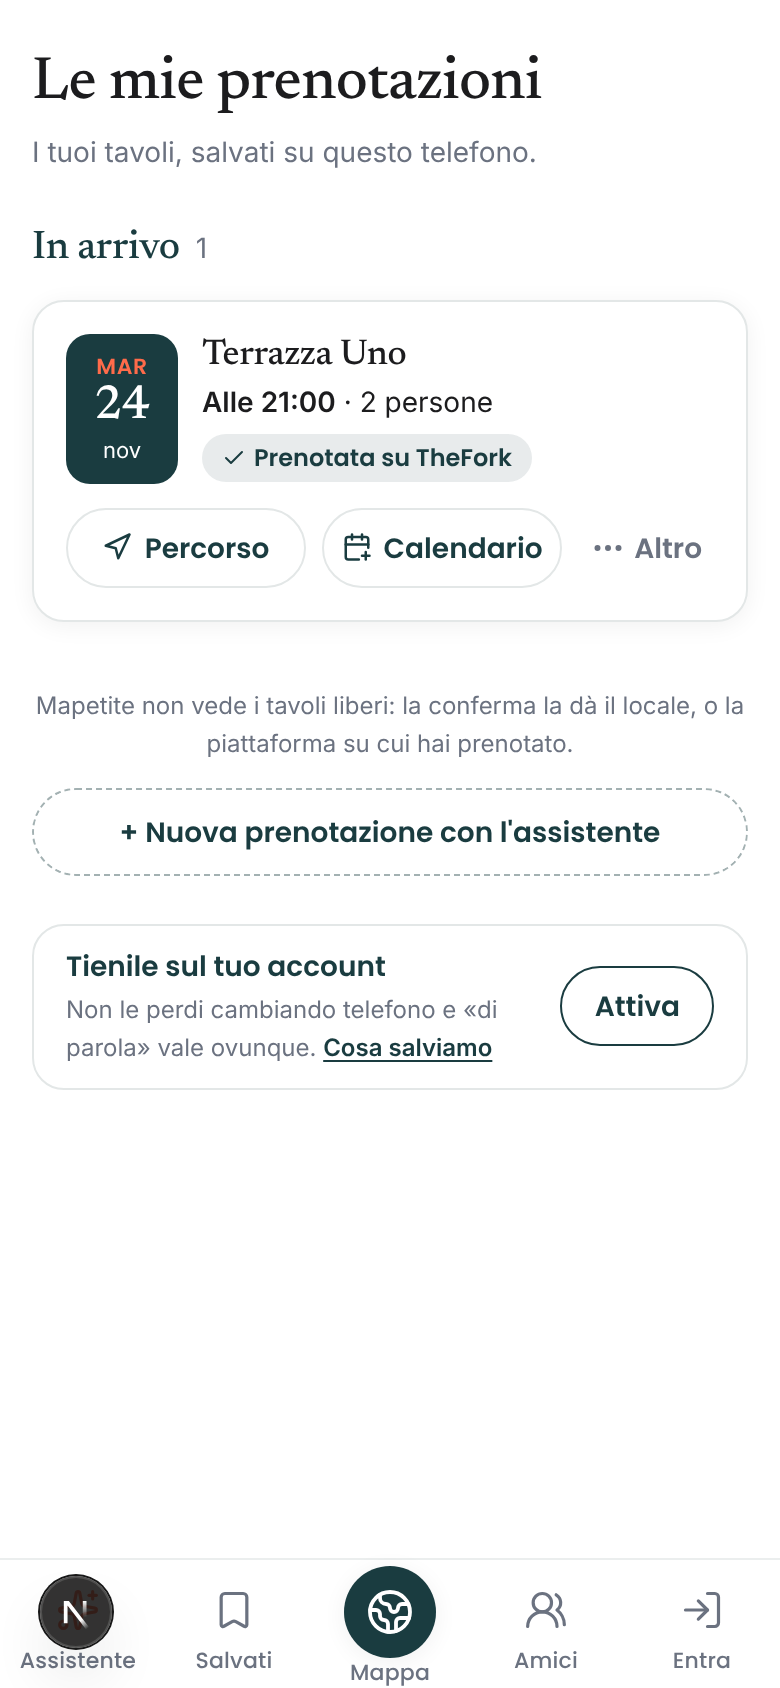 Le mie prenotazioni
I tuoi tavoli, salvati su questo telefono.
In arrivo 1
MAR
24
nov
Terrazza Uno
Alle 21:00 · 2 persone
Prenotata su TheFork
Percorso
Calendario
Altro
Mapetite non vede i tavoli liberi: la conferma la dà il locale, o la
piattaforma su cui hai prenotato.
+ Nuova prenotazione con l'assistente
Tienile sul tuo account
Non le perdi cambiando telefono e «di
parola» vale ovunque. Cosa salviamo
Attiva
N
Assistente
Salvati
Mappa
Amici
Entra